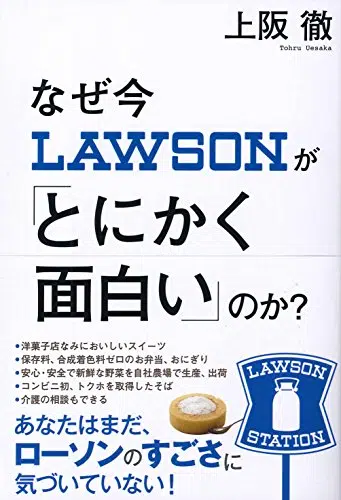 上阪 徹
Tohru Uesaka
なぜ今
LAWSONが
「とにかく
面白い」のか?
•洋菓子店なみにおいしいスイーツ
•保存料、合成着色料ゼロのお弁当、おにぎり
•安心・安全で新鮮な野菜を自社農場で生産、出荷
•コンビニ初、トクホを取得したそば
•介護の相談もできる
LAWSON
STATION
あなたはまだ、
ローソンのすごさに
気づいていない!